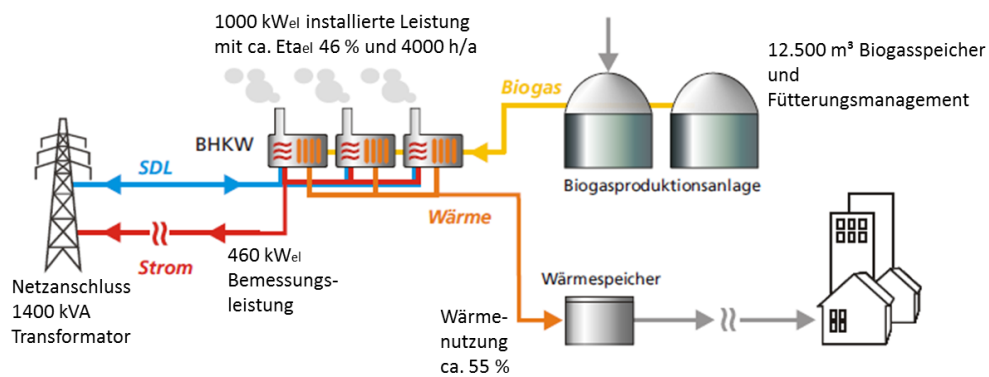 1000 kWel installierte Leistung
mit ca. Etael 46 % und 4000 h/a
12.500 m³ Biogasspeicher
und
Fütterungsmanagement
Biogas
BHKW
SDL
Biogasproduktionsanlage
Wärme
Strom
460 kWel
Bemessungs-
leistung
Netzanschluss
1400 kVA
Transformator
Wärmespeicher
Wärme-
nutzung
ca. 55 %